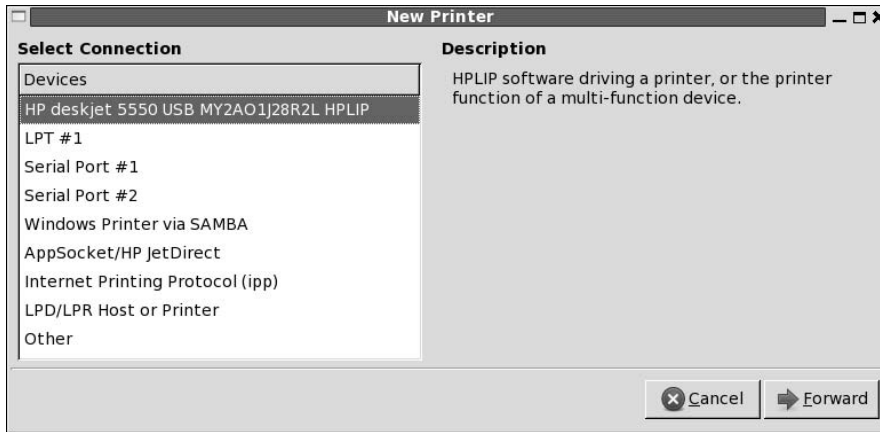 New Printer
Select Connection
Devices
HP deskjet 5550 USB MY2AO1J28R2L HPLIP
LPT #1
Serial Port #1
Serial Port #2
Windows Printer via SAMBA
AppSocket/HP JetDirect
Internet Printing Protocol (ipp)
LPD/LPR Host or Printer
Other
Description
HPLIP software driving a printer, or the printer
function of a multi-function device.
Cancel
Forward